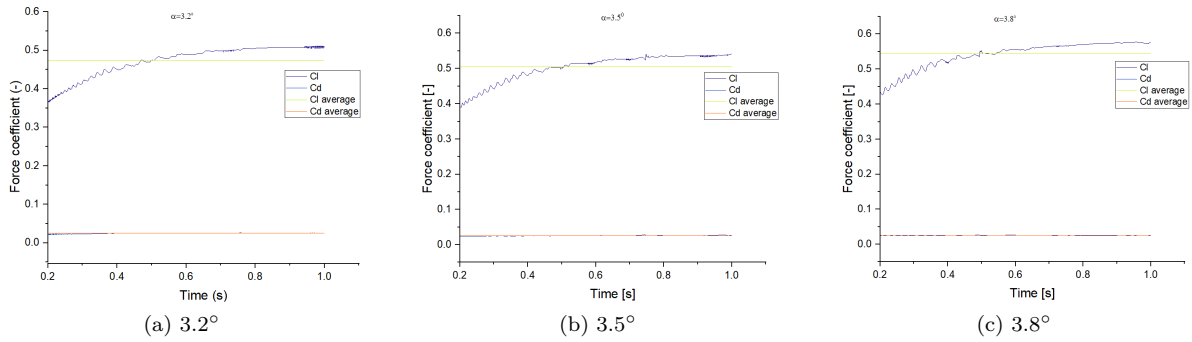 α=3.2°
0.6
0.5
0.4
0.3
0.2
0.1
0.0
Force coefficient (-)
Cl
Cd
Cl average
Cd average
0.2 0.4 0.6 0.8 1.0
Time (s)
(a) 3.2°
α=3.5⁰
0.6
0.5
0.4
0.3
0.2
0.1
0.0
Force coefficient [-]
Cl
Cd
Cl average
Cd average
0.2 0.4 0.6 0.8 1.0
Time [s]
(b) 3.5°
α=3.8°
0.6
0.5
0.4
0.3
0.2
0.1
0.0
Force coefficient [-]
Cl
Cd
Cl average
Cd average
0.2 0.4 0.6 0.8 1.0
Time [s]
(c) 3.8°